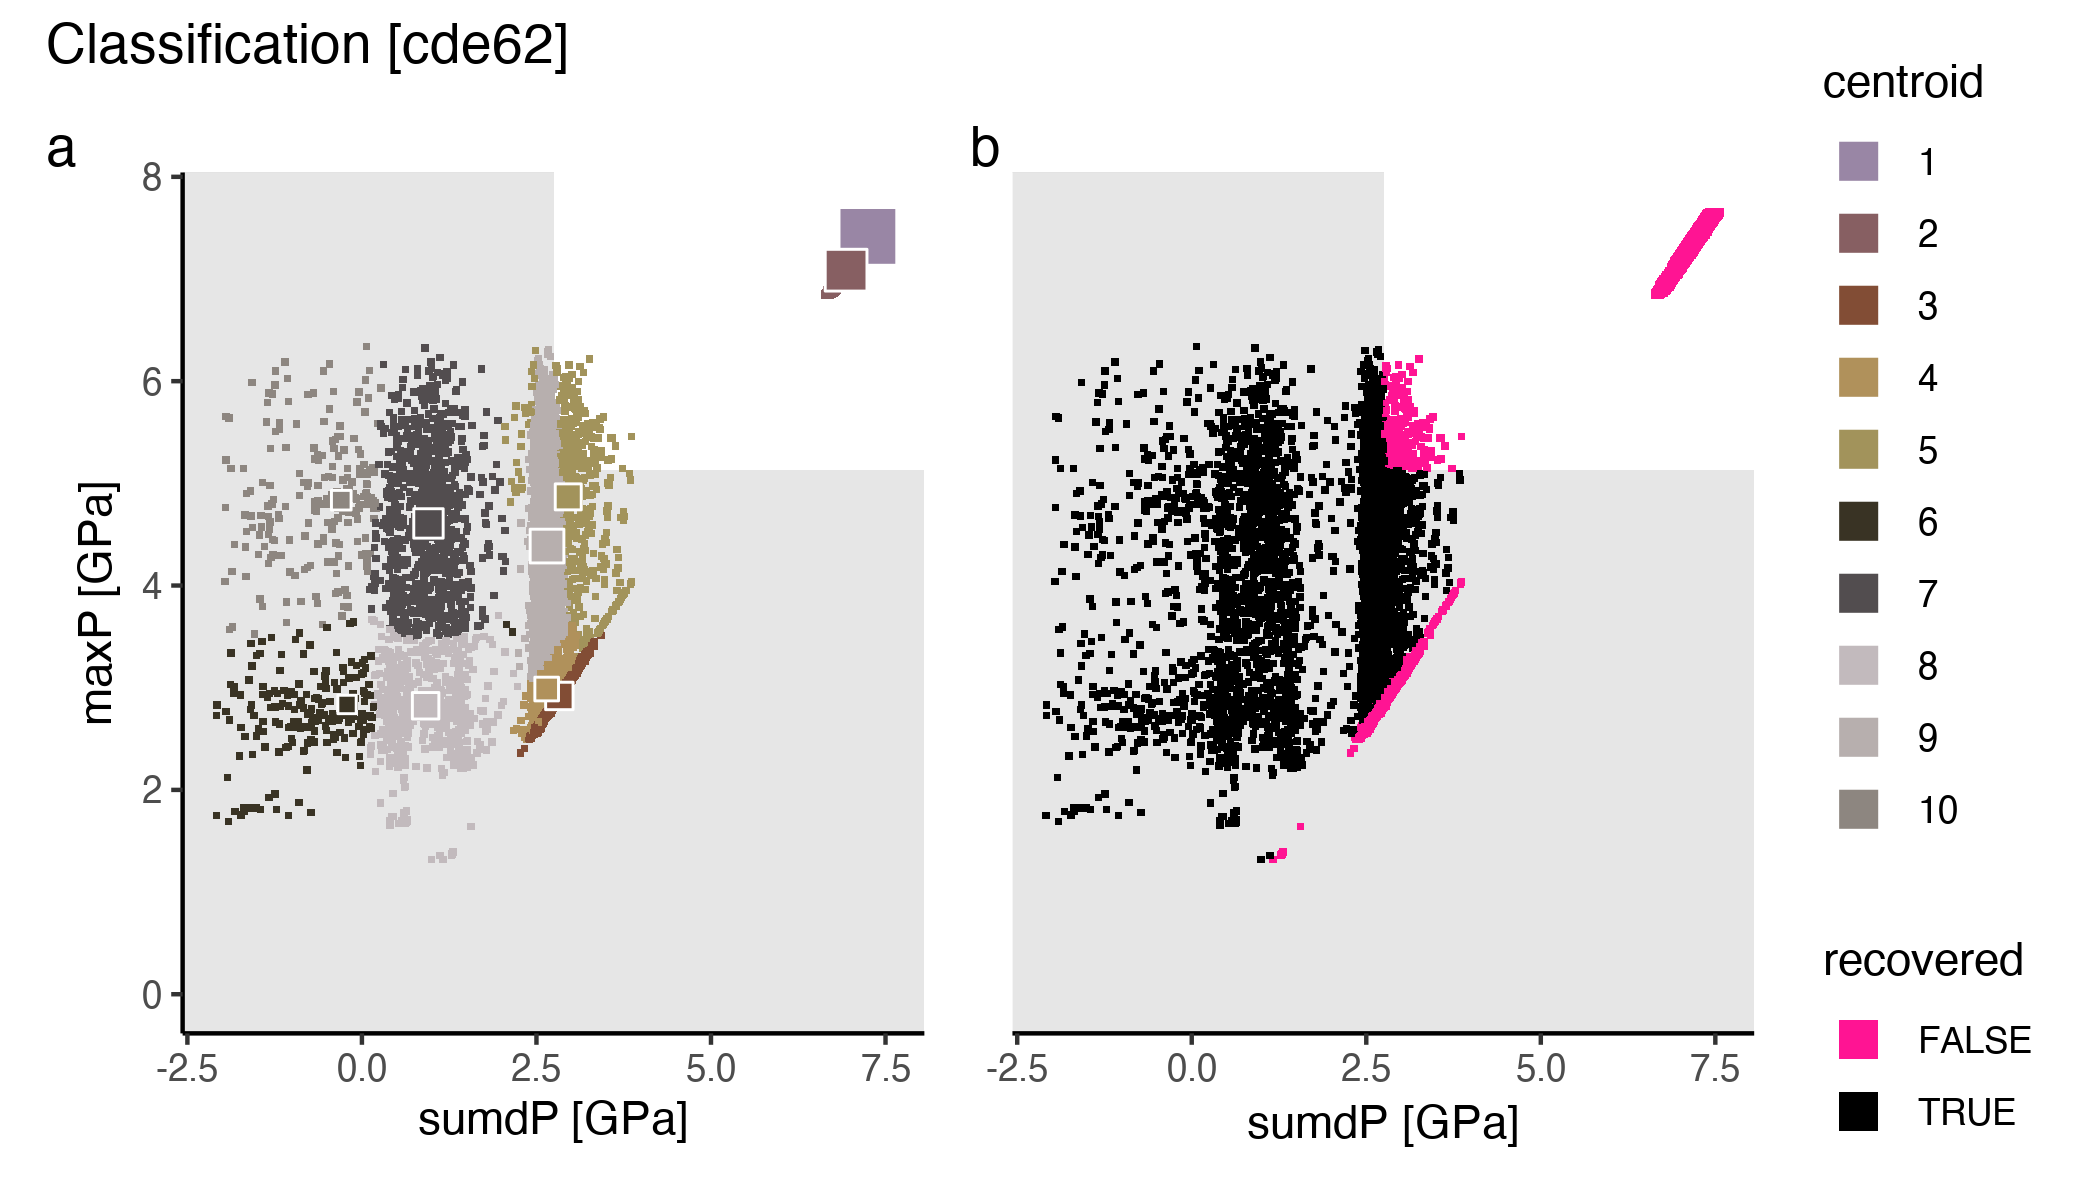 Classification [cde62]
a
b
maxP [GPa]
8
6
4
2
0
-2.5 0.0 2.5 5.0 7.5
sumdP [GPa]
-2.5 0.0 2.5 5.0 7.5
sumdP [GPa]
centroid
1
2
3
4
5
6
7
8
9
10
recovered
FALSE
TRUE